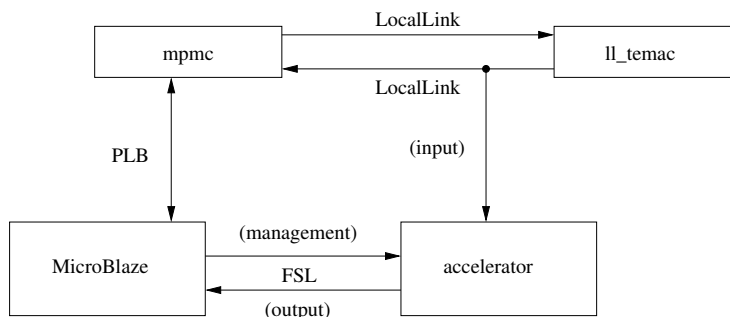 LocalLink
mpmc
ll_temac
LocalLink
PLB
(input)
(management)
MicroBlaze
FSL
accelerator
(output)